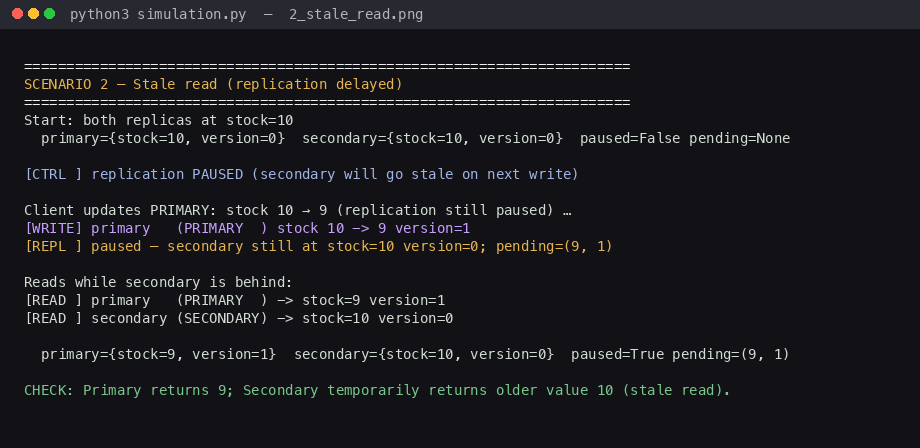 python3 simulation.py  —  2_stale_read.png
========================================================================
SCENARIO 2 — Stale read (replication delayed)
========================================================================
Start: both replicas at stock=10
  primary={stock=10, version=0}  secondary={stock=10, version=0}  paused=False pending=None
[CTRL ] replication PAUSED (secondary will go stale on next write)
Client updates PRIMARY: stock 10 → 9 (replication still paused) …
[WRITE] primary   (PRIMARY  ) stock 10 -> 9 version=1
[REPL ] paused — secondary still at stock=10 version=0; pending=(9, 1)
Reads while secondary is behind:
[READ ] primary   (PRIMARY  ) -> stock=9 version=1
[READ ] secondary (SECONDARY) -> stock=10 version=0
  primary={stock=9, version=1}  secondary={stock=10, version=0}  paused=True pending=(9, 1)
CHECK: Primary returns 9; Secondary temporarily returns older value 10 (stale read).